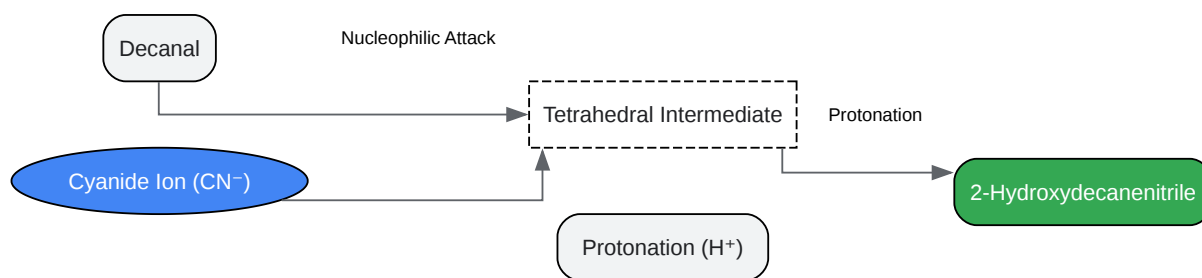 Decanal
Nucleophilic Attack
Tetrahedral Intermediate
Protonation
Cyanide Ion (CN⁻)
2-Hydroxydecanenitrile
Protonation (H⁺)